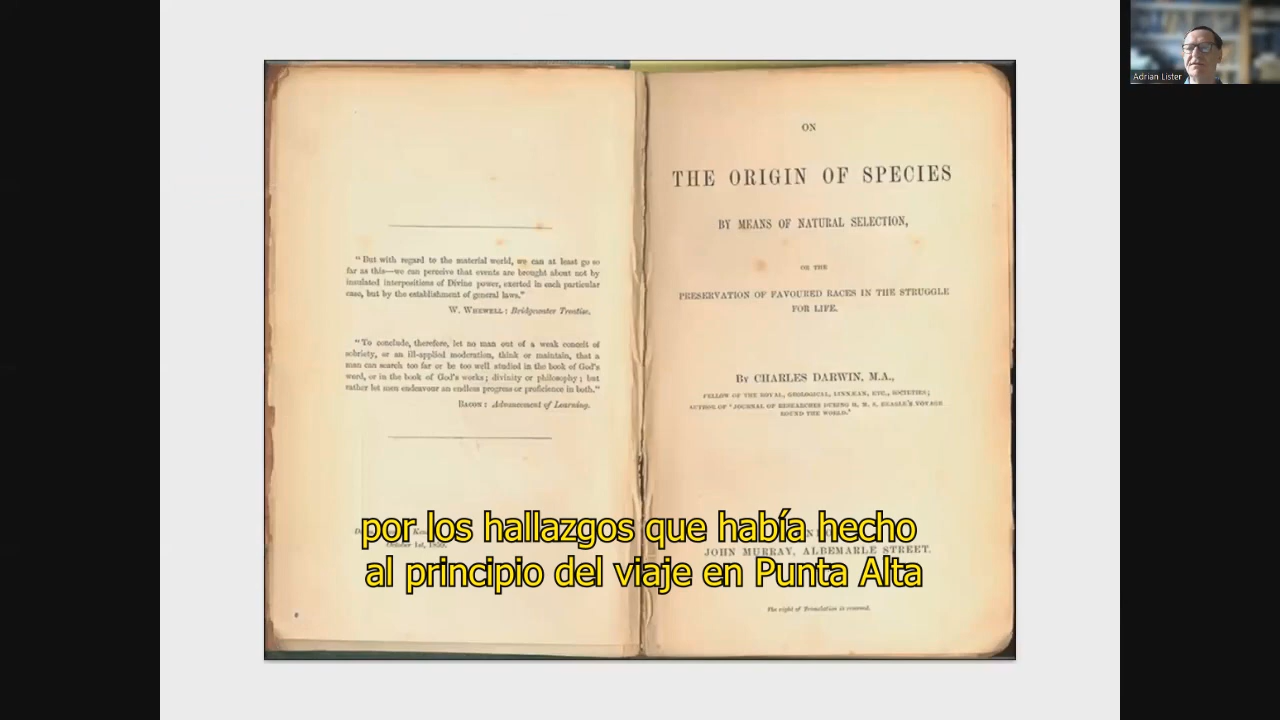 "But with regard to the material world, we can at least go so
far as this—we can perceive that events are brought about not by
insulated interpositions of Divine power, exerted in each particular
case, but by the establishment of general laws."
W. WHEWELL: Bridgewater Treatise.
"To conclude, therefore, let no man out of a weak conceit of
sobriety, or an ill-applied moderation, think or maintain, that a
man can search too far or be too well studied in the book of God's
word, or in the book of God's works; divinity or philosophy; but
rather let men endeavour an endless progress or proficience in both."
BACON: Advancement of Learning.
October 1st, 1859.
ON
THE ORIGIN OF SPECIES
BY MEANS OF NATURAL SELECTION,
OR THE
PRESERVATION OF FAVOURED RACES IN THE STRUGGLE
FOR LIFE.
BY CHARLES DARWIN, M.A.,
FELLOW OF THE ROYAL, GEOLOGICAL, LINNÆAN, ETC., SOCIETIES;
AUTHOR OF 'JOURNAL OF RESEARCHES DURING H. M. S. BEAGLE'S VOYAGE
ROUND THE WORLD.'
JOHN MURRAY, ALBEMARLE STREET.
The right of Translation is reserved.
por los hallazgos que había hecho
al principio del viaje en Punta Alta
Adrian Lister